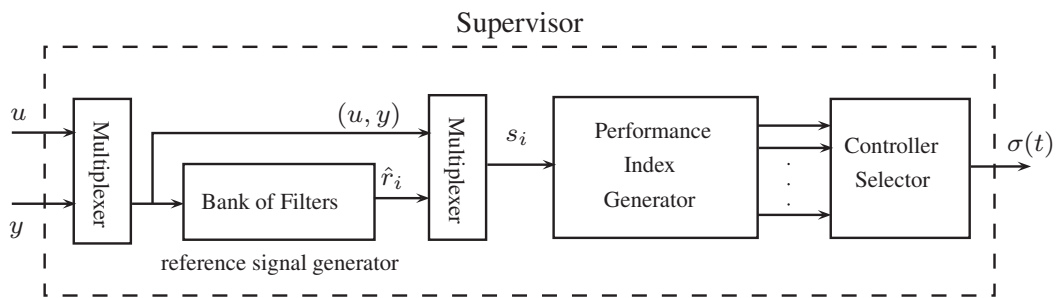 Supervisor
u
y
Multiplexer
(u, y)
Bank of Filters
r̂ᵢ
reference signal generator
Multiplexer
sᵢ
Performance
Index
Generator
Controller
Selector
σ(t)